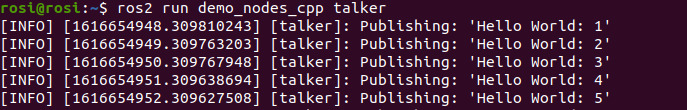 rosi@rosi:~$ ros2 run demo_nodes_cpp talker
[INFO] [1616654948.309810243] [talker]: Publishing: 'Hello World: 1'
[INFO] [1616654949.309763203] [talker]: Publishing: 'Hello World: 2'
[INFO] [1616654950.309767948] [talker]: Publishing: 'Hello World: 3'
[INFO] [1616654951.309638694] [talker]: Publishing: 'Hello World: 4'
[INFO] [1616654952.309627508] [talker]: Publishing: 'Hello World: 5'